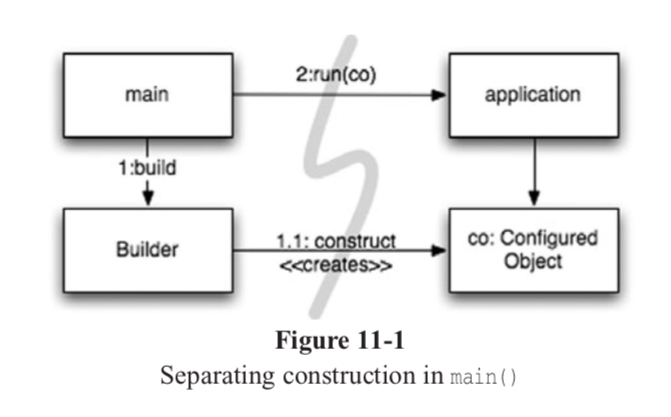 2:run(co)
main
application
1:build
Builder
1.1: construct
<<creates>>
co: Configured
Object
Figure 11-1
Separating construction in main()